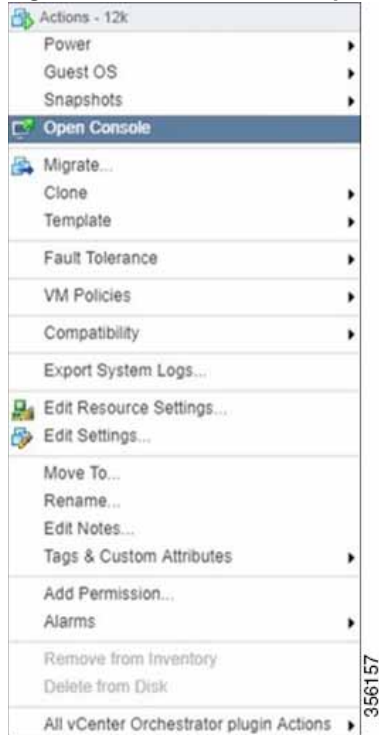 Actions - 12k
Power
Guest OS
Snapshots
Open Console
Migrate...
Clone
Template
Fault Tolerance
VM Policies
Compatibility
Export System Logs...
Edit Resource Settings...
Edit Settings...
Move To...
Rename...
Edit Notes...
Tags & Custom Attributes
Add Permission...
Alarms
Remove from Inventory
Delete from Disk
All vCenter Orchestrator plugin Actions
356157